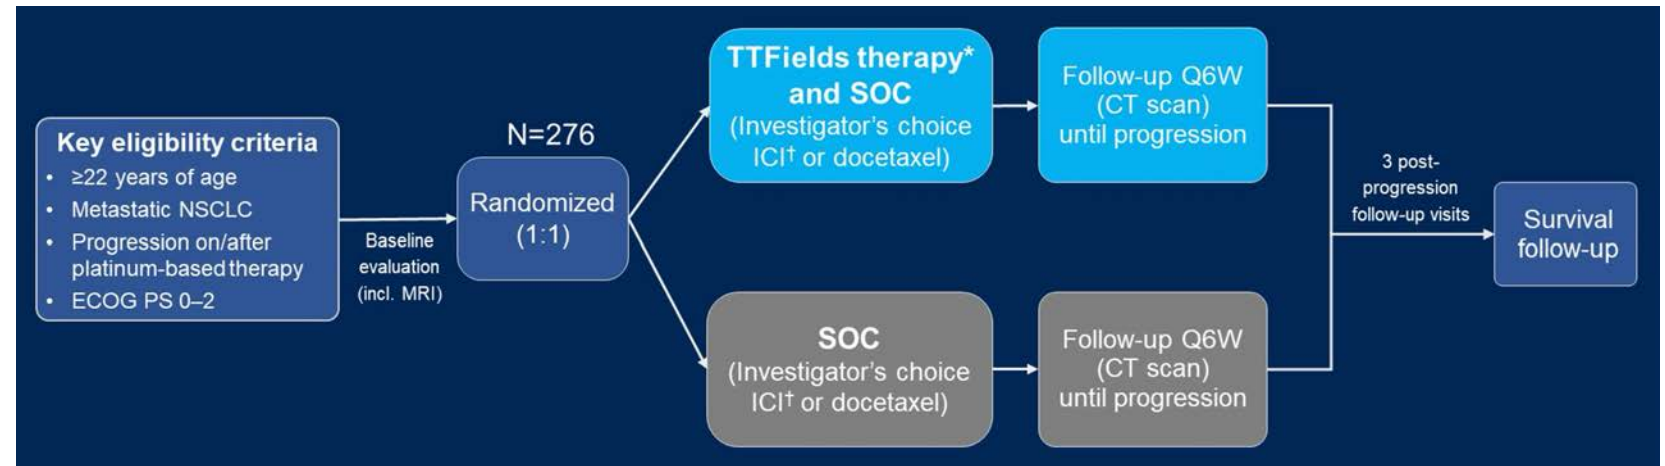 Key eligibility criteria
• ≥22 years of age
• Metastatic NSCLC
• Progression on/after
platinum-based therapy
• ECOG PS 0–2
Baseline
evaluation
(incl. MRI)
N=276
Randomized
(1:1)
TTFields therapy*
and SOC
(Investigator's choice
ICI† or docetaxel)
Follow-up Q6W
(CT scan)
until progression
SOC
(Investigator's choice
ICI† or docetaxel)
Follow-up Q6W
(CT scan)
until progression
3 post-
progression
follow-up visits
Survival
follow-up